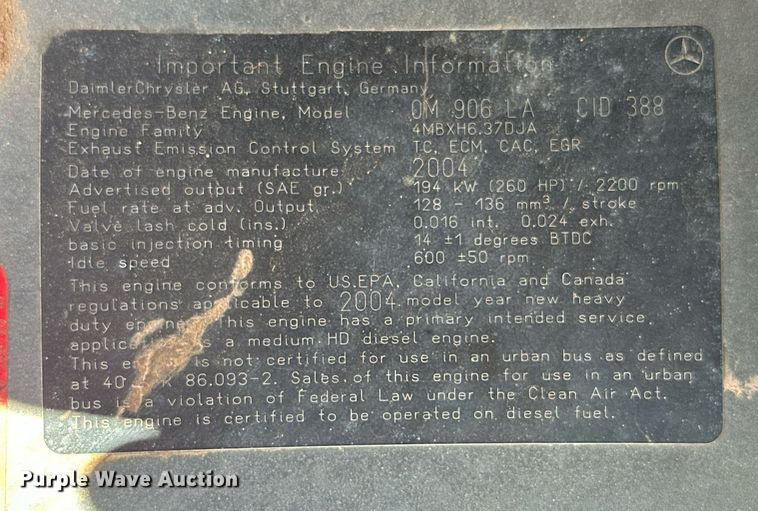 Important Engine Information
DaimlerChrysler AG, Stuttgart, Germany
Mercedes-Benz Engine, Model OM 906 LA CID 388
Engine Family 4MBXH6.37DJA
Exhaust Emission Control System TC, ECM, CAC, EGR
Date of engine manufacture 2004
Advertised output (SAE gr.) 194 kW (260 HP) / 2200 rpm
Fuel rate at adv. Output 128 - 136 mm³ / stroke
Valve lash cold (ins.) 0.016 int. 0.024 exh.
basic injection timing 14 ±1 degrees BTDC
Idle speed 600 ±50 rpm
This engine conforms to US.EPA, California and Canada
regulations applicable to 2004 model year new heavy
duty engines. This engine has a primary intended service
as a medium HD diesel engine.
This is not certified for use in an urban bus as defined
at 40 86.093-2. Sales of this engine for use in an urban
bus is a violation of Federal Law under the Clean Air Act.
This engine is certified to be operated on diesel fuel.
Purple Wave Auction